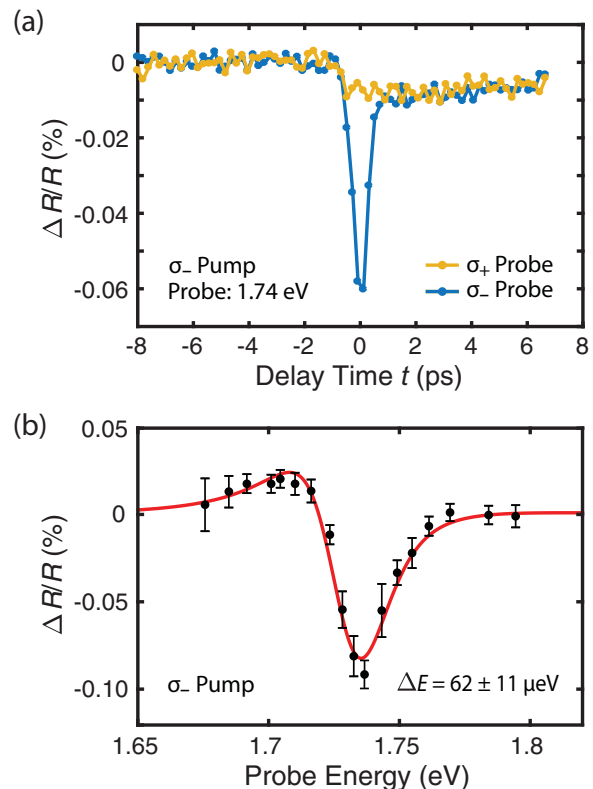 (a)
0
-0.02
-0.04
-0.06
ΔR/R (%)
σ₋ Pump
Probe: 1.74 eV
σ₊ Probe
σ₋ Probe
-8 -6 -4 -2 0 2 4 6 8
Delay Time t (ps)
(b)
0.05
0
-0.05
-0.10
ΔR/R (%)
σ₋ Pump
ΔE = 62 ± 11 μeV
1.65 1.7 1.75 1.8
Probe Energy (eV)